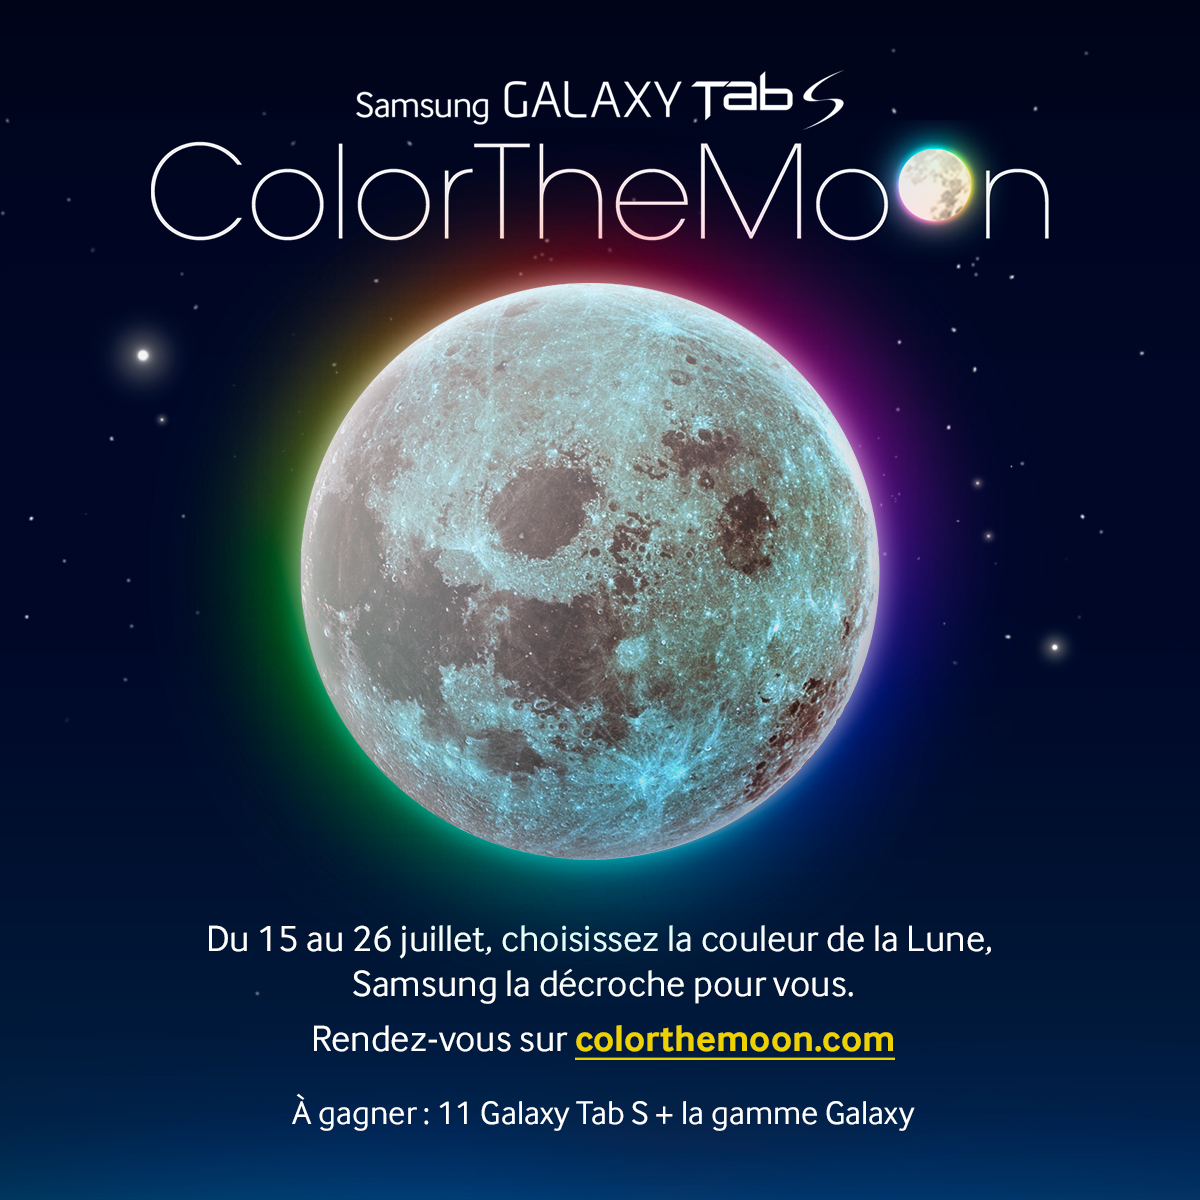 Samsung GALAXY Tab S
ColorTheMoon
Du 15 au 26 juillet, choisissez la couleur de la Lune,
Samsung la décroche pour vous.
Rendez-vous sur colorthemoon.com
À gagner : 11 Galaxy Tab S + la gamme Galaxy